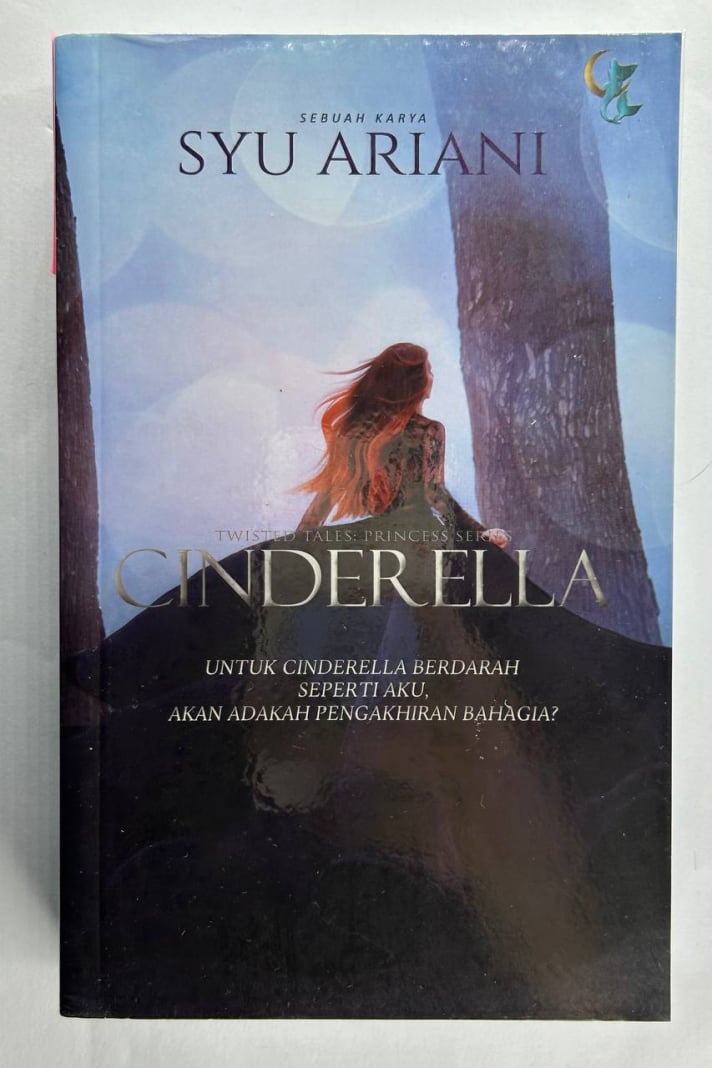 SEBUAH KARYA
SYU ARIANI
TWISTED TALES: PRINCESS SERIES
CINDERELLA
UNTUK CINDERELLA BERDARAH
SEPERTI AKU,
AKAN ADAKAH PENGAKHIRAN BAHAGIA?